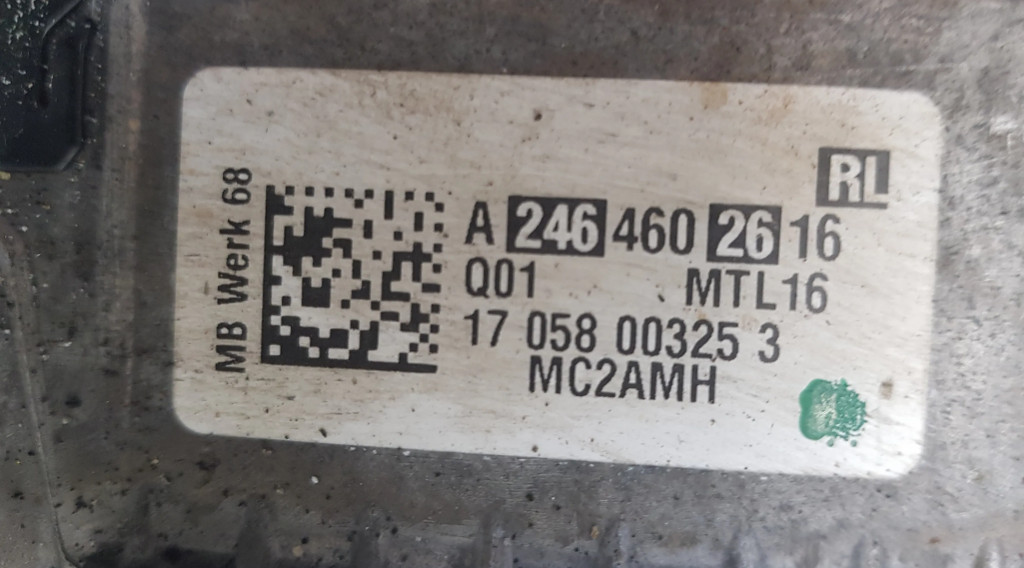 MB Werk 68
RL
A 246 460 26 16
Q01 MTL16
17 058 00325 3
MC2AMH